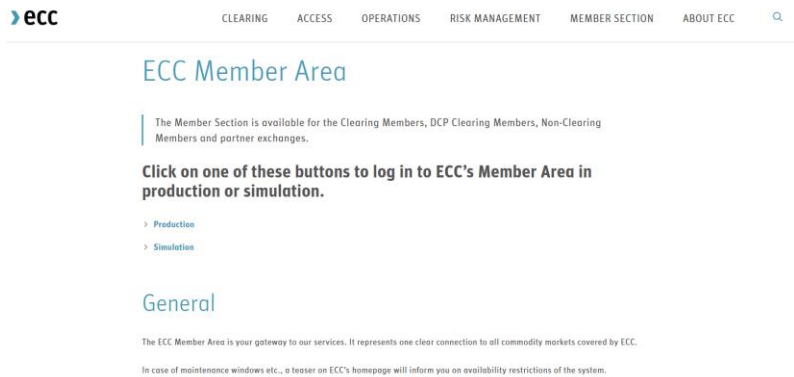 ecc
CLEARING ACCESS OPERATIONS RISK MANAGEMENT MEMBER SECTION ABOUT ECC
ECC Member Area
The Member Section is available for the Clearing Members, DCP Clearing Members, Non-Clearing
Members and partner exchanges.
Click on one of these buttons to log in to ECC's Member Area in
production or simulation.
> Production
> Simulation
General
The ECC Member Area is your gateway to our services. It represents one clear connection to all commodity markets covered by ECC.
In case of maintenance windows etc., a teaser on ECC's homepage will inform you on availability restrictions of the system.